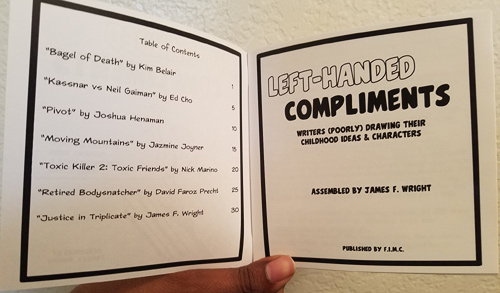 Table of Contents
"Bagel of Death" by Kim Belair 1
"Kassnar vs Neil Gaiman" by Ed Cho 5
"Pivot" by Joshua Henaman 10
"Moving Mountains" by Jazmine Joyner 15
"Toxic Killer 2: Toxic Friends" by Nick Marino 20
"Retired Bodysnatcher" by David Faroz Precht 25
"Justice in Triplicate" by James F. Wright 30
LEFT-HANDED
COMPLIMENTS
WRITERS (POORLY) DRAWING THEIR
CHILDHOOD IDEAS & CHARACTERS
ASSEMBLED BY JAMES F. WRIGHT
PUBLISHED BY F.I.M.C.